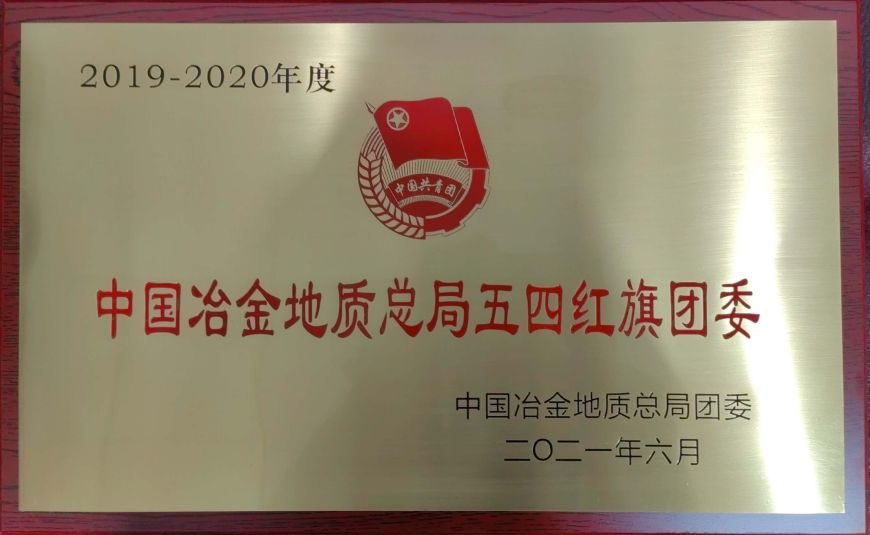 2019-2020年度
中国共青团
中国冶金地质总局五四红旗团委
中国冶金地质总局团委
二〇二一年六月